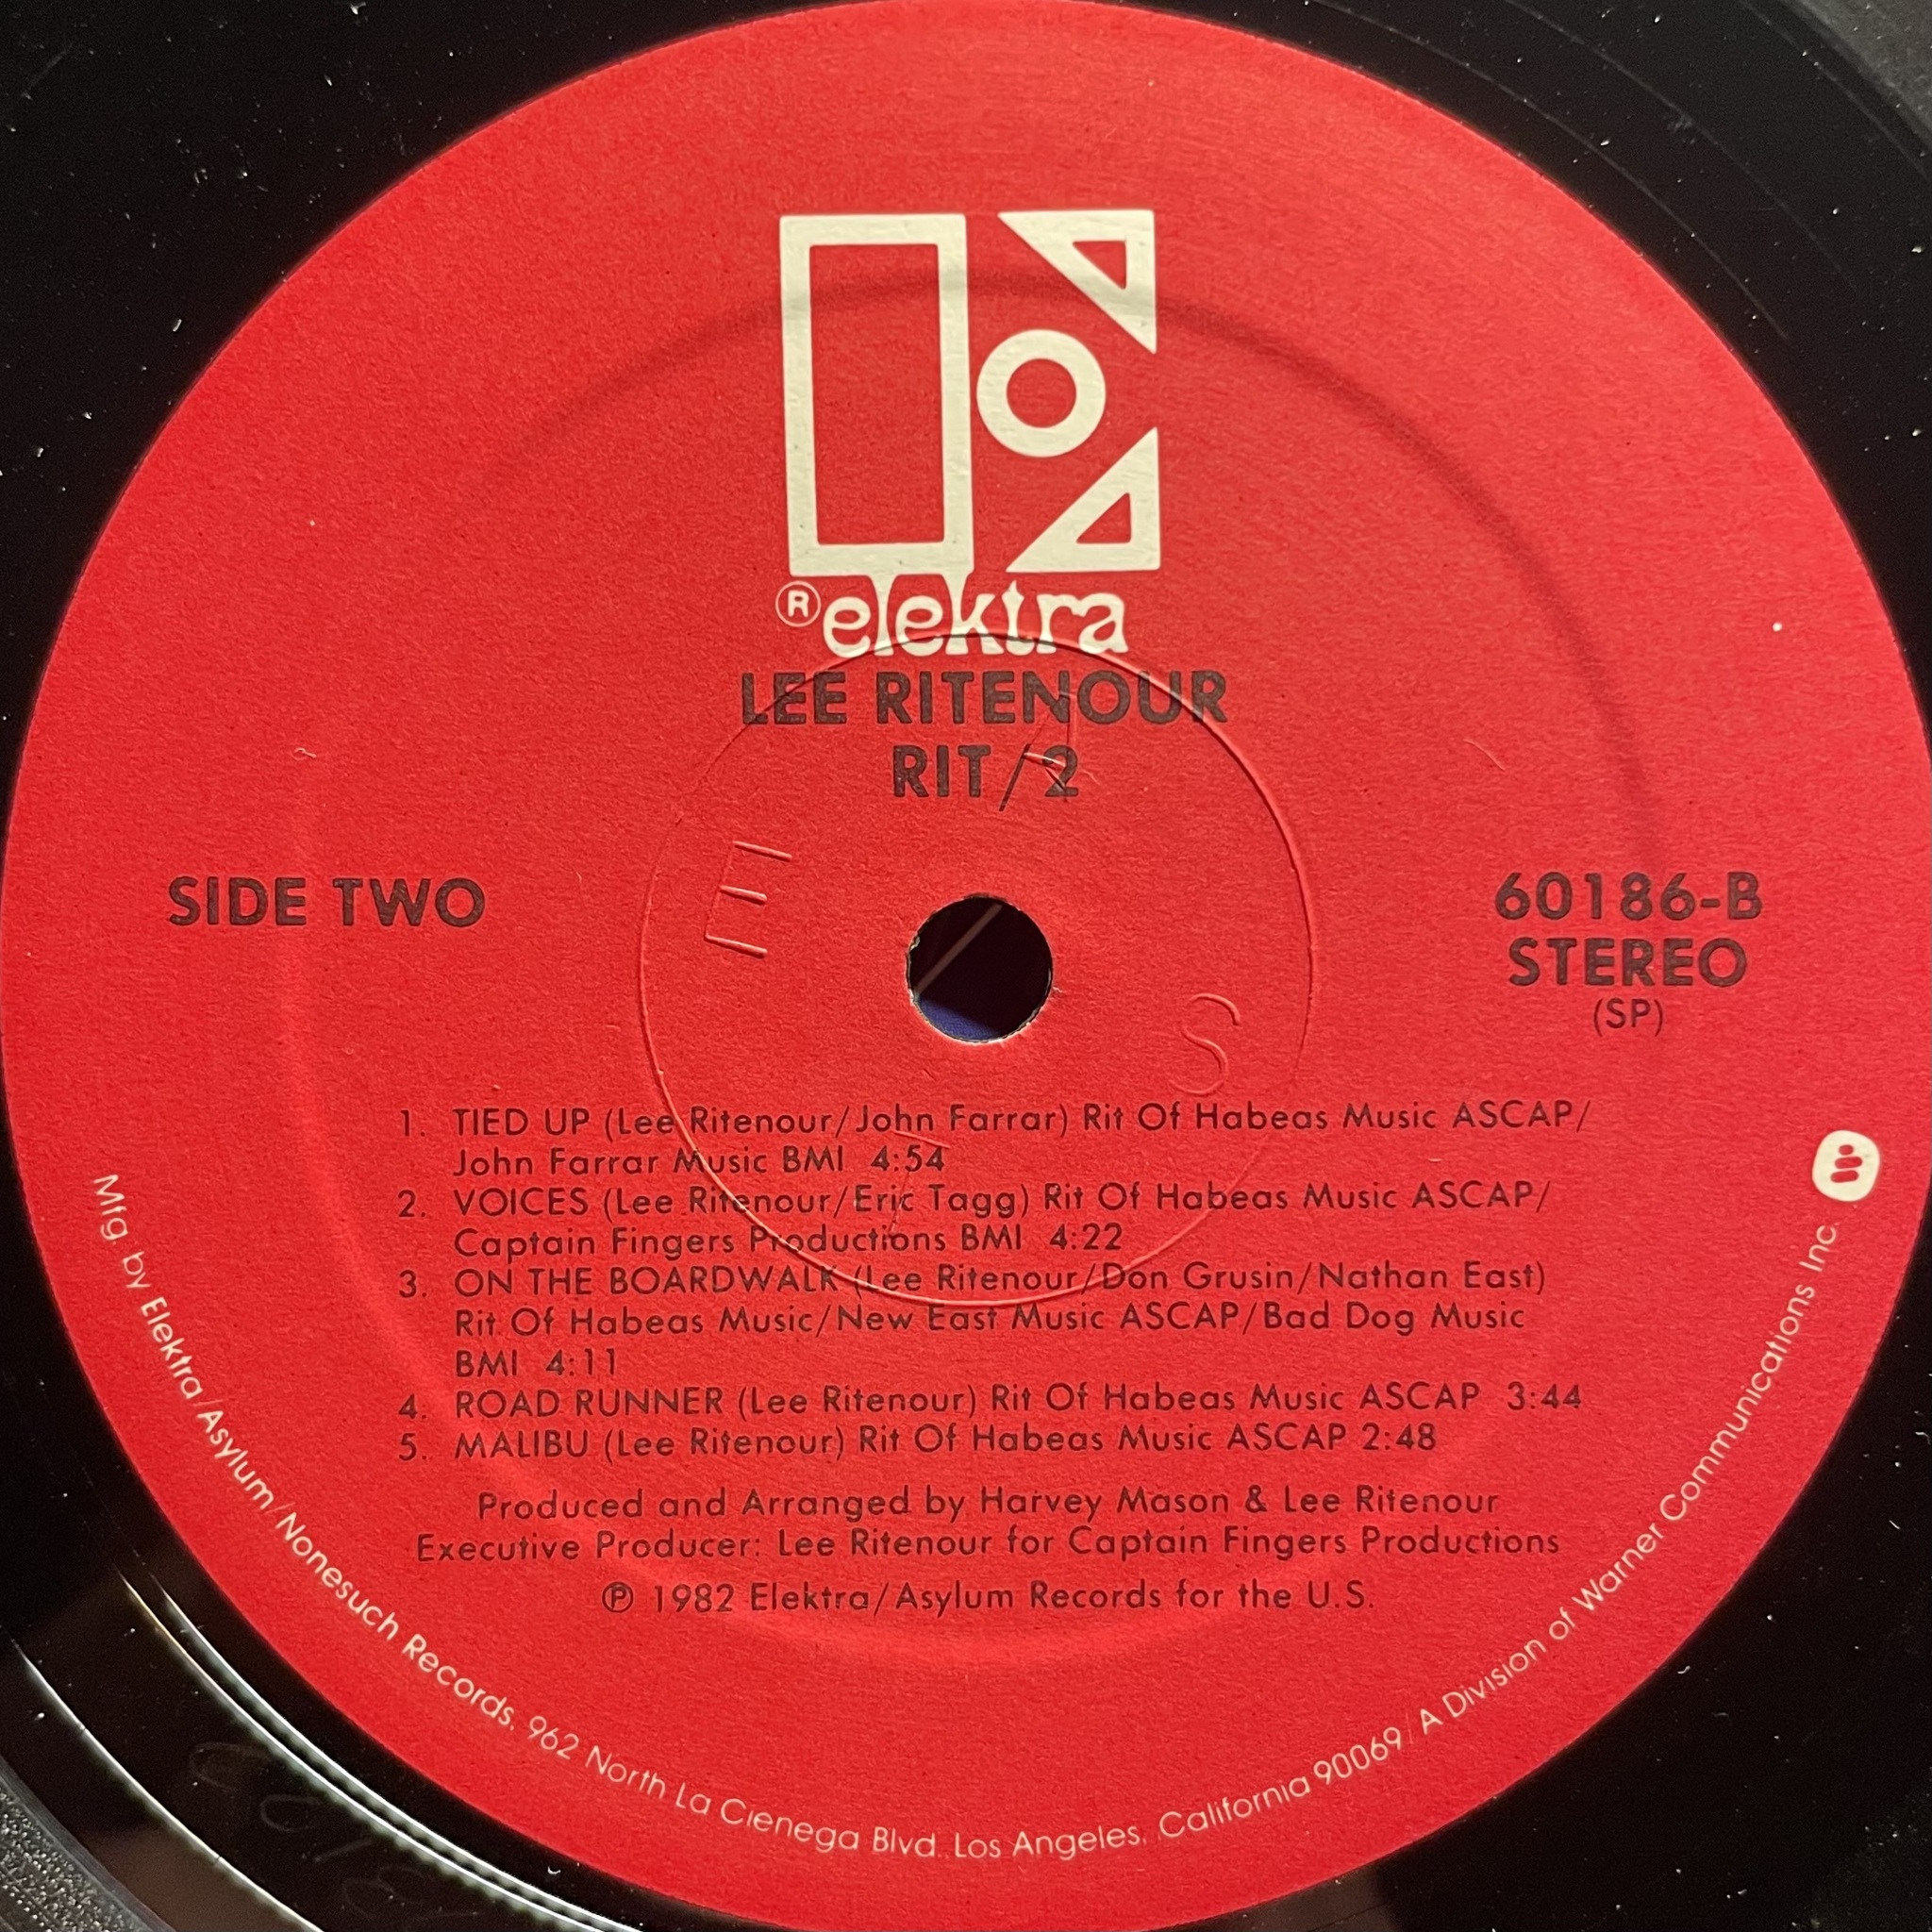 ® elektra
LEE RITENOUR
RIT/2
SIDE TWO
60186-B
STEREO
(SP)
E
S
1. TIED UP (Lee Ritenour/John Farrar) Rit Of Habeas Music ASCAP/
John Farrar Music BMI 4:54
2. VOICES (Lee Ritenour/Eric Tagg) Rit Of Habeas Music ASCAP/
Captain Fingers Productions BMI 4:22
3. ON THE BOARDWALK (Lee Ritenour/Don Grusin/Nathan East)
Rit Of Habeas Music/New East Music ASCAP/Bad Dog Music
BMI 4:11
4. ROAD RUNNER (Lee Ritenour) Rit Of Habeas Music ASCAP 3:44
5. MALIBU (Lee Ritenour) Rit Of Habeas Music ASCAP 2:48
Produced and Arranged by Harvey Mason & Lee Ritenour
Executive Producer: Lee Ritenour for Captain Fingers Productions
℗ 1982 Elektra/Asylum Records for the U.S.
Mfg by Elektra/Asylum/Nonesuch Records, 962 North La Cienega Blvd. Los Angeles, California 90069/A Division of Warner Communications Inc.